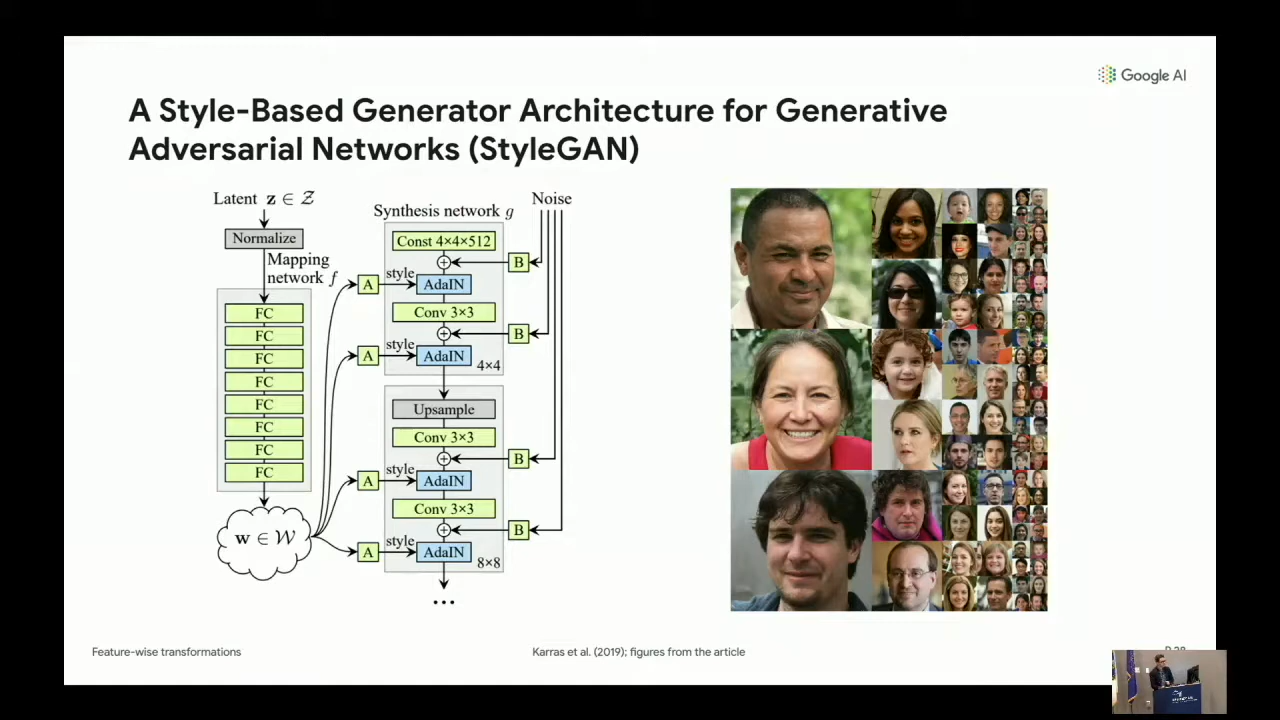 Google AI
A Style-Based Generator Architecture for Generative
Adversarial Networks (StyleGAN)
Latent z ∈ Z
Normalize
Mapping
network f
FC
FC
FC
FC
FC
FC
FC
FC
w ∈ W
Noise
Synthesis network g
Const 4×4×512
B
A
style
AdaIN
Conv 3×3
B
A
style
AdaIN
4×4
Upsample
Conv 3×3
B
A
style
AdaIN
Conv 3×3
B
A
style
AdaIN
8×8
...
Feature-wise transformations
Karras et al. (2019); figures from the article